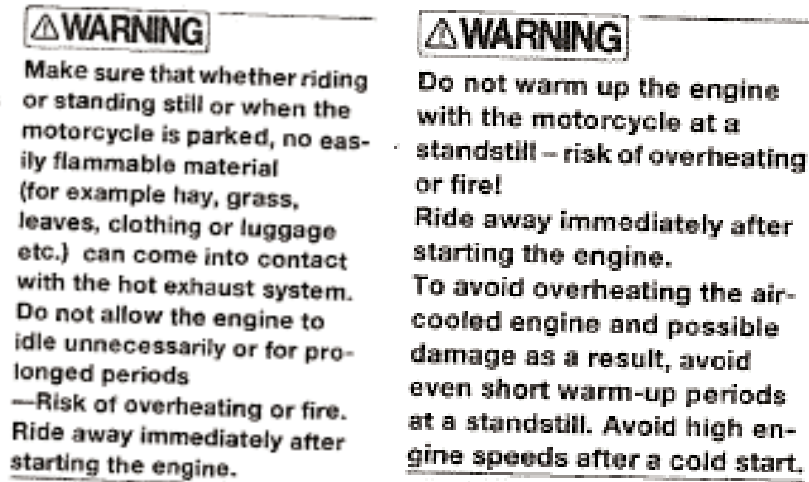 ⚠WARNING
Make sure that whether riding
or standing still or when the
motorcycle is parked, no eas-
ily flammable material
(for example hay, grass,
leaves, clothing or luggage
etc.) can come into contact
with the hot exhaust system.
Do not allow the engine to
idle unnecessarily or for pro-
longed periods
—Risk of overheating or fire.
Ride away immediately after
starting the engine.
⚠WARNING
Do not warm up the engine
with the motorcycle at a
standstill – risk of overheating
or fire!
Ride away immediately after
starting the engine.
To avoid overheating the air-
cooled engine and possible
damage as a result, avoid
even short warm-up periods
at a standstill. Avoid high en-
gine speeds after a cold start.